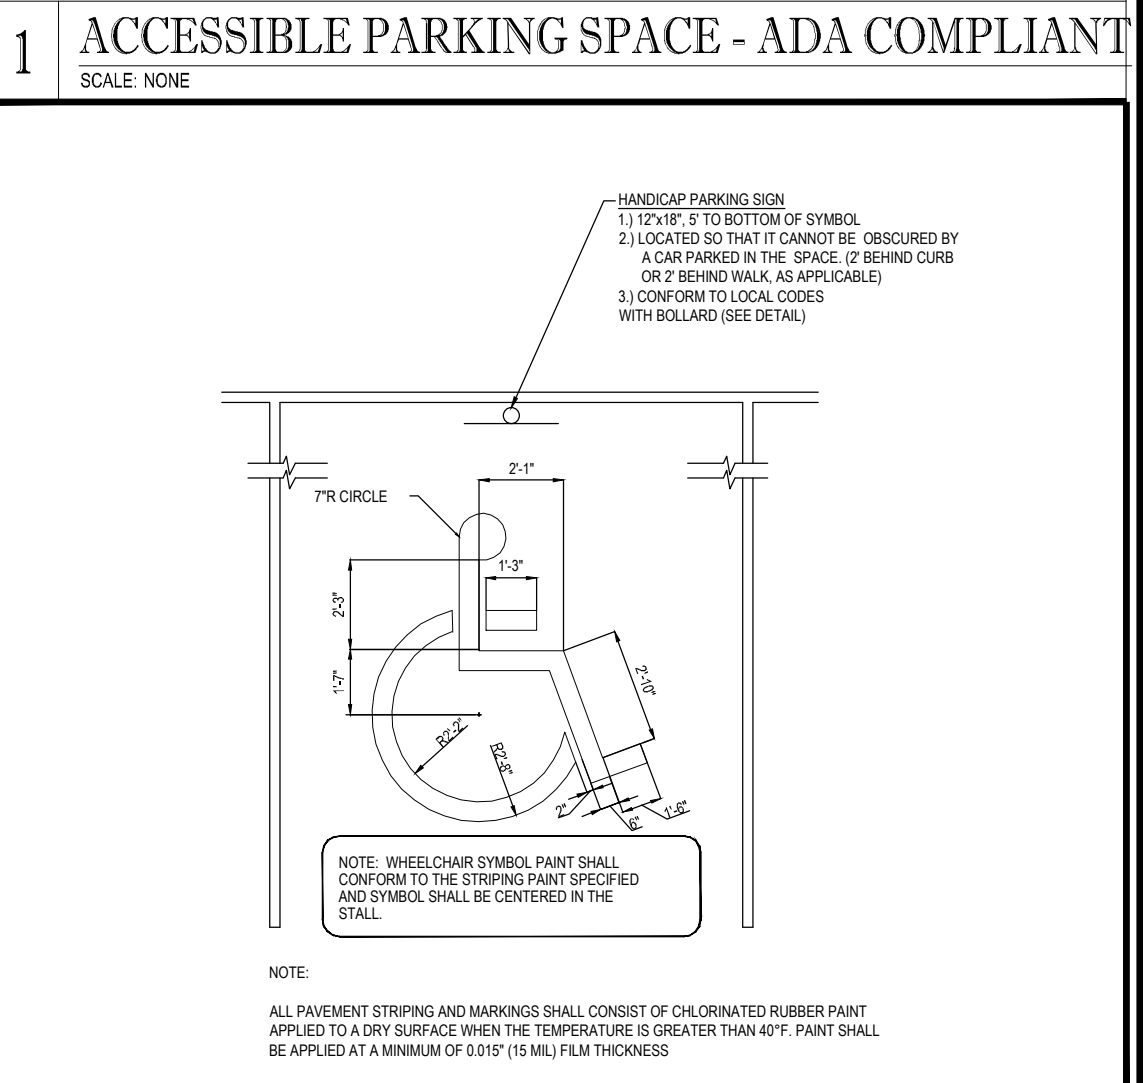 1
ACCESSIBLE PARKING SPACE - ADA COMPLIANT
SCALE: NONE
HANDICAP PARKING SIGN
1.) 12"x18", 5' TO BOTTOM OF SYMBOL
2.) LOCATED SO THAT IT CANNOT BE OBSCURED BY
A CAR PARKED IN THE SPACE. (2' BEHIND CURB
OR 2' BEHIND WALK, AS APPLICABLE)
3.) CONFORM TO LOCAL CODES
WITH BOLLARD (SEE DETAIL)
2'-1"
7"R CIRCLE
1'-3"
2'-3"
1'-7"
2'-10"
R2'-2"
R2'-8"
2"
6"
1'-6"
NOTE: WHEELCHAIR SYMBOL PAINT SHALL
CONFORM TO THE STRIPING PAINT SPECIFIED
AND SYMBOL SHALL BE CENTERED IN THE
STALL.
NOTE:
ALL PAVEMENT STRIPING AND MARKINGS SHALL CONSIST OF CHLORINATED RUBBER PAINT
APPLIED TO A DRY SURFACE WHEN THE TEMPERATURE IS GREATER THAN 40°F. PAINT SHALL
BE APPLIED AT A MINIMUM OF 0.015" (15 MIL) FILM THICKNESS